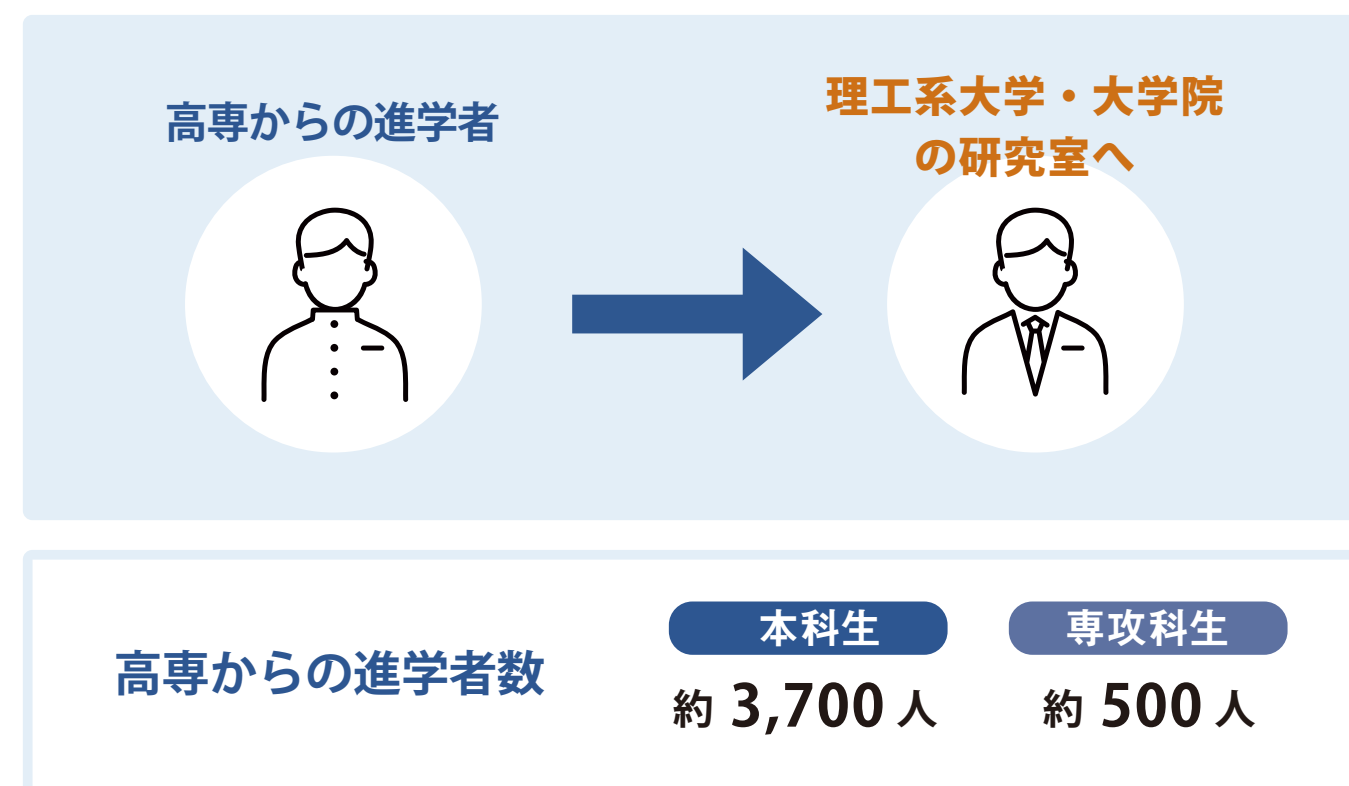 高専からの進学者
理工系大学・大学院
の研究室へ
高専からの進学者数
本科生
約 3,700 人
専攻科生
約 500 人